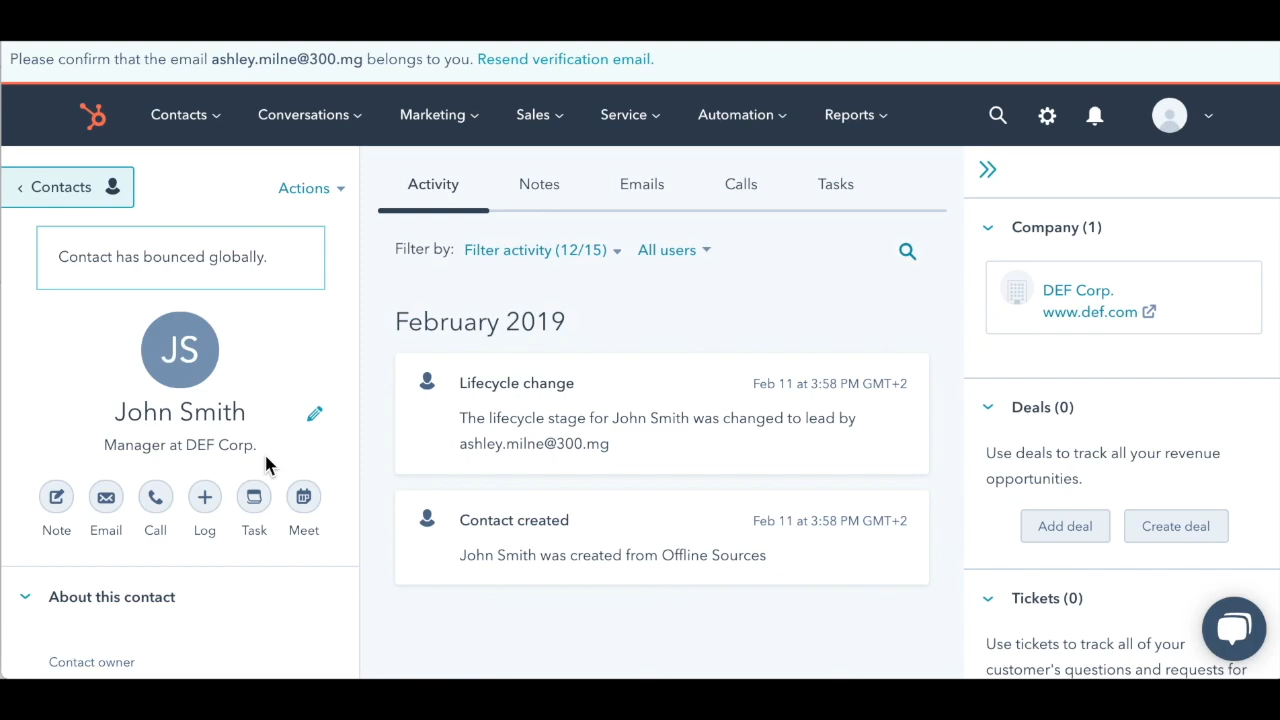 Please confirm that the email ashley.milne@300.mg belongs to you. Resend verification email.
Contacts Conversations Marketing Sales Service Automation Reports
Contacts
Actions
Contact has bounced globally.
JS
John Smith
Manager at DEF Corp.
Note Email Call Log Task Meet
About this contact
Contact owner
Activity Notes Emails Calls Tasks
Filter by: Filter activity (12/15) All users
February 2019
Lifecycle change Feb 11 at 3:58 PM GMT+2
The lifecycle stage for John Smith was changed to lead by
ashley.milne@300.mg
Contact created Feb 11 at 3:58 PM GMT+2
John Smith was created from Offline Sources
Company (1)
DEF Corp.
www.def.com
Deals (0)
Use deals to track all your revenue
opportunities.
Add deal Create deal
Tickets (0)
Use tickets to track all of your
customer's questions and requests for